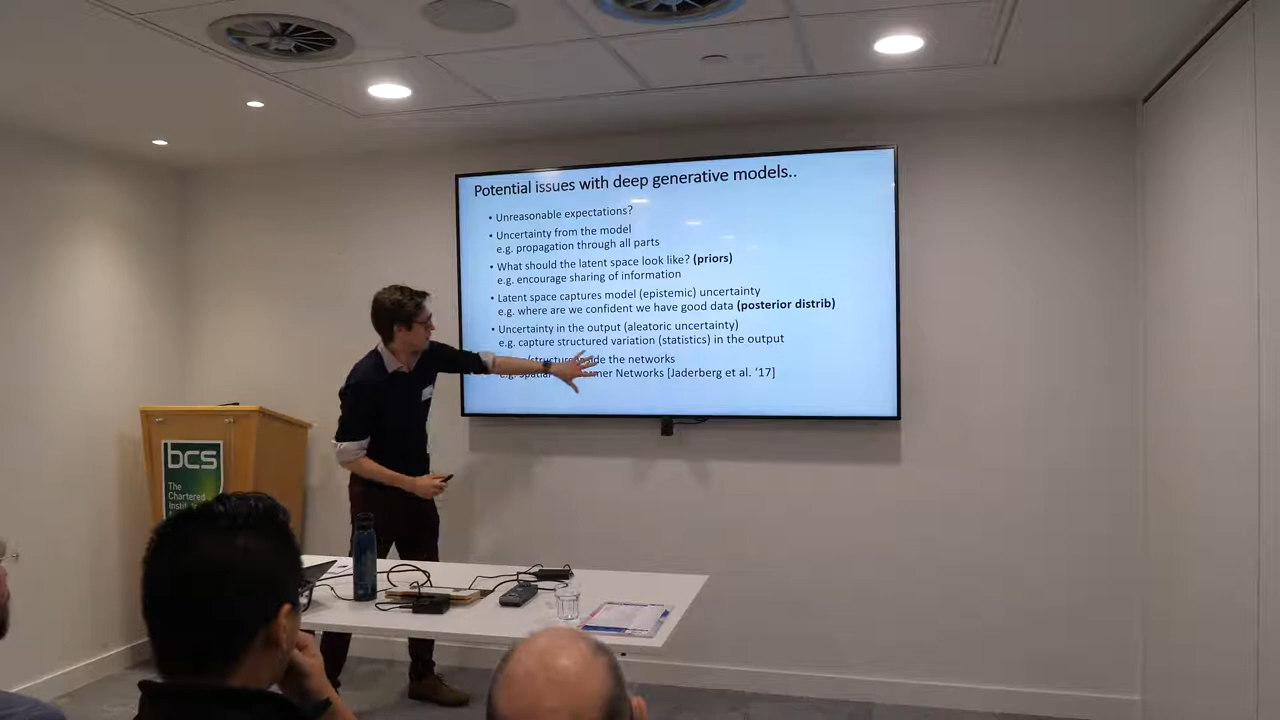 Potential issues with deep generative models..
• Unreasonable expectations?
• Uncertainty from the model
e.g. propagation through all parts
• What should the latent space look like? (priors)
e.g. encourage sharing of information
• Latent space captures model (epistemic) uncertainty
e.g. where are we confident we have good data (posterior distrib)
• Uncertainty in the output (aleatoric uncertainty)
e.g. capture structured variation (statistics) in the output
the networks
e.g. Networks [Jaderberg et al. '17]
bcs
The
Chartered